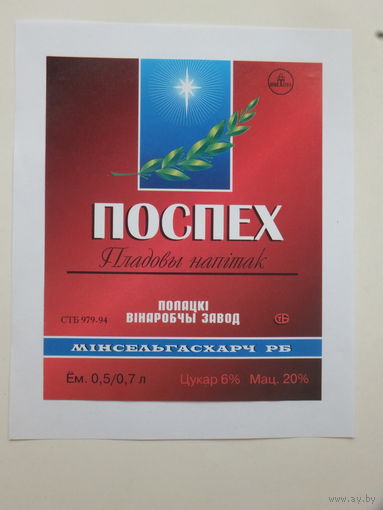 ПОСПЕХ
Пладовы напітак
ПОЛАЦКІ
СТБ 979-94 ВІНАРОБЧЫ ЗАВОД
МІНСЕЛЬГАСХАРЧ РБ
Ём. 0,5/0,7 л Цукар 6% Мац. 20%
www.ay.by